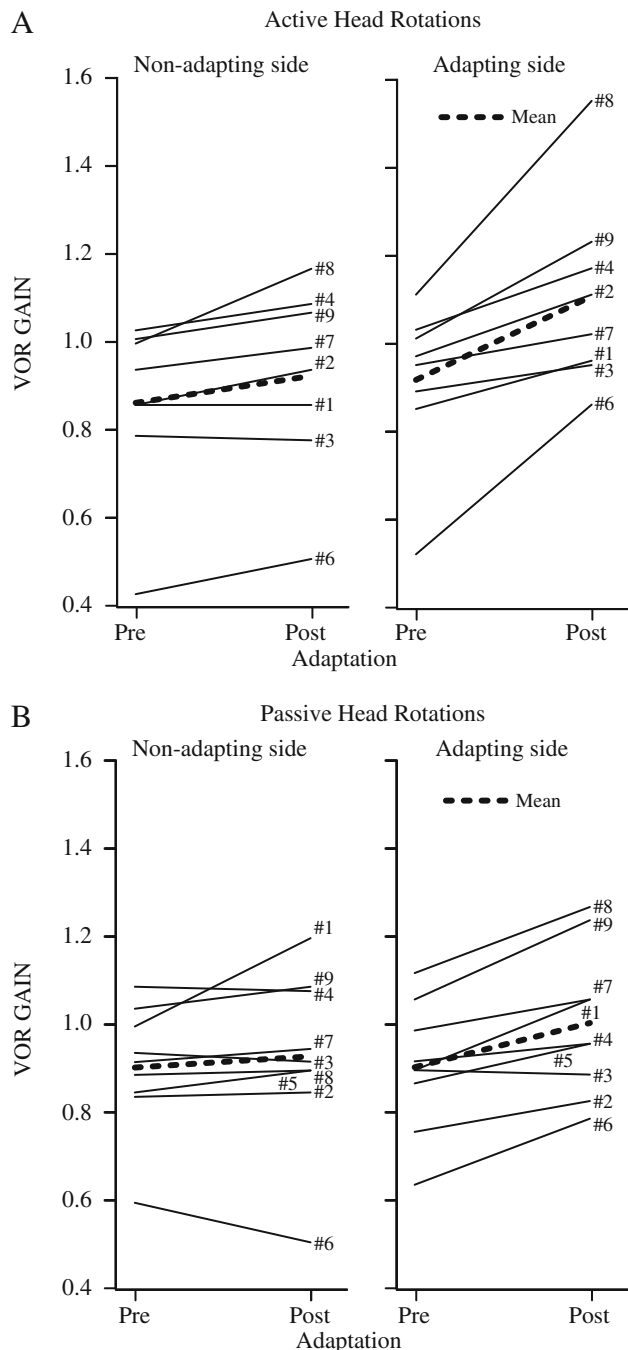 A
Active Head Rotations
Non-adapting side
Adapting side
1.6
1.4
1.2
1.0
0.8
0.6
0.4
VOR GAIN
#8
#4
#9
#7
#2
#1
#3
#6
Mean
#8
#9
#4
#2
#7
#1
#3
#6
Pre
Post
Pre
Post
Adaptation
B
Passive Head Rotations
Non-adapting side
Adapting side
1.6
1.4
1.2
1.0
0.8
0.6
0.4
VOR GAIN
#1
#9
#4
#7
#3
#8
#5
#2
#6
Mean
#8
#9
#7
#1
#4
#5
#3
#2
#6
Pre
Post
Pre
Post
Adaptation